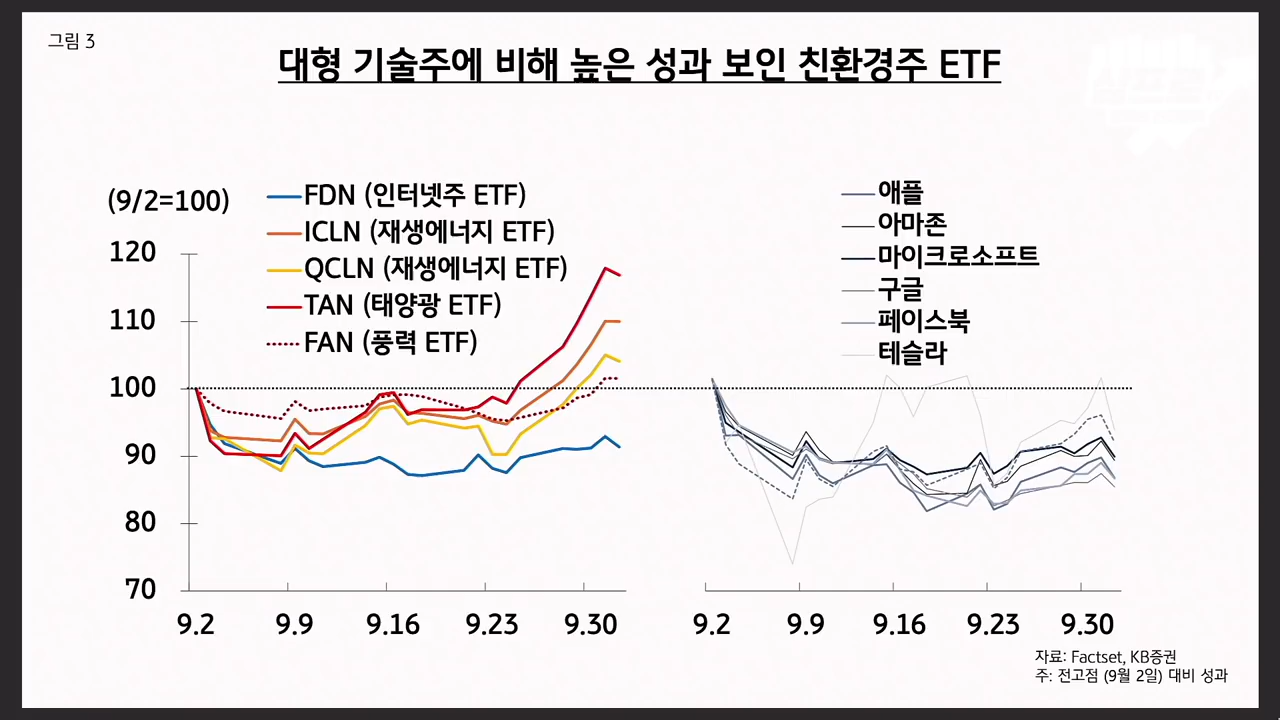 그림 3
대형 기술주에 비해 높은 성과 보인 친환경주 ETF
(9/2=100)
FDN (인터넷주 ETF)
ICLN (재생에너지 ETF)
QCLN (재생에너지 ETF)
TAN (태양광 ETF)
FAN (풍력 ETF)
120
110
100
90
80
70
9.2 9.9 9.16 9.23 9.30
애플
아마존
마이크로소프트
구글
페이스북
테슬라
9.2 9.9 9.16 9.23 9.30
자료: Factset, KB증권
주: 전고점 (9월 2일) 대비 성과